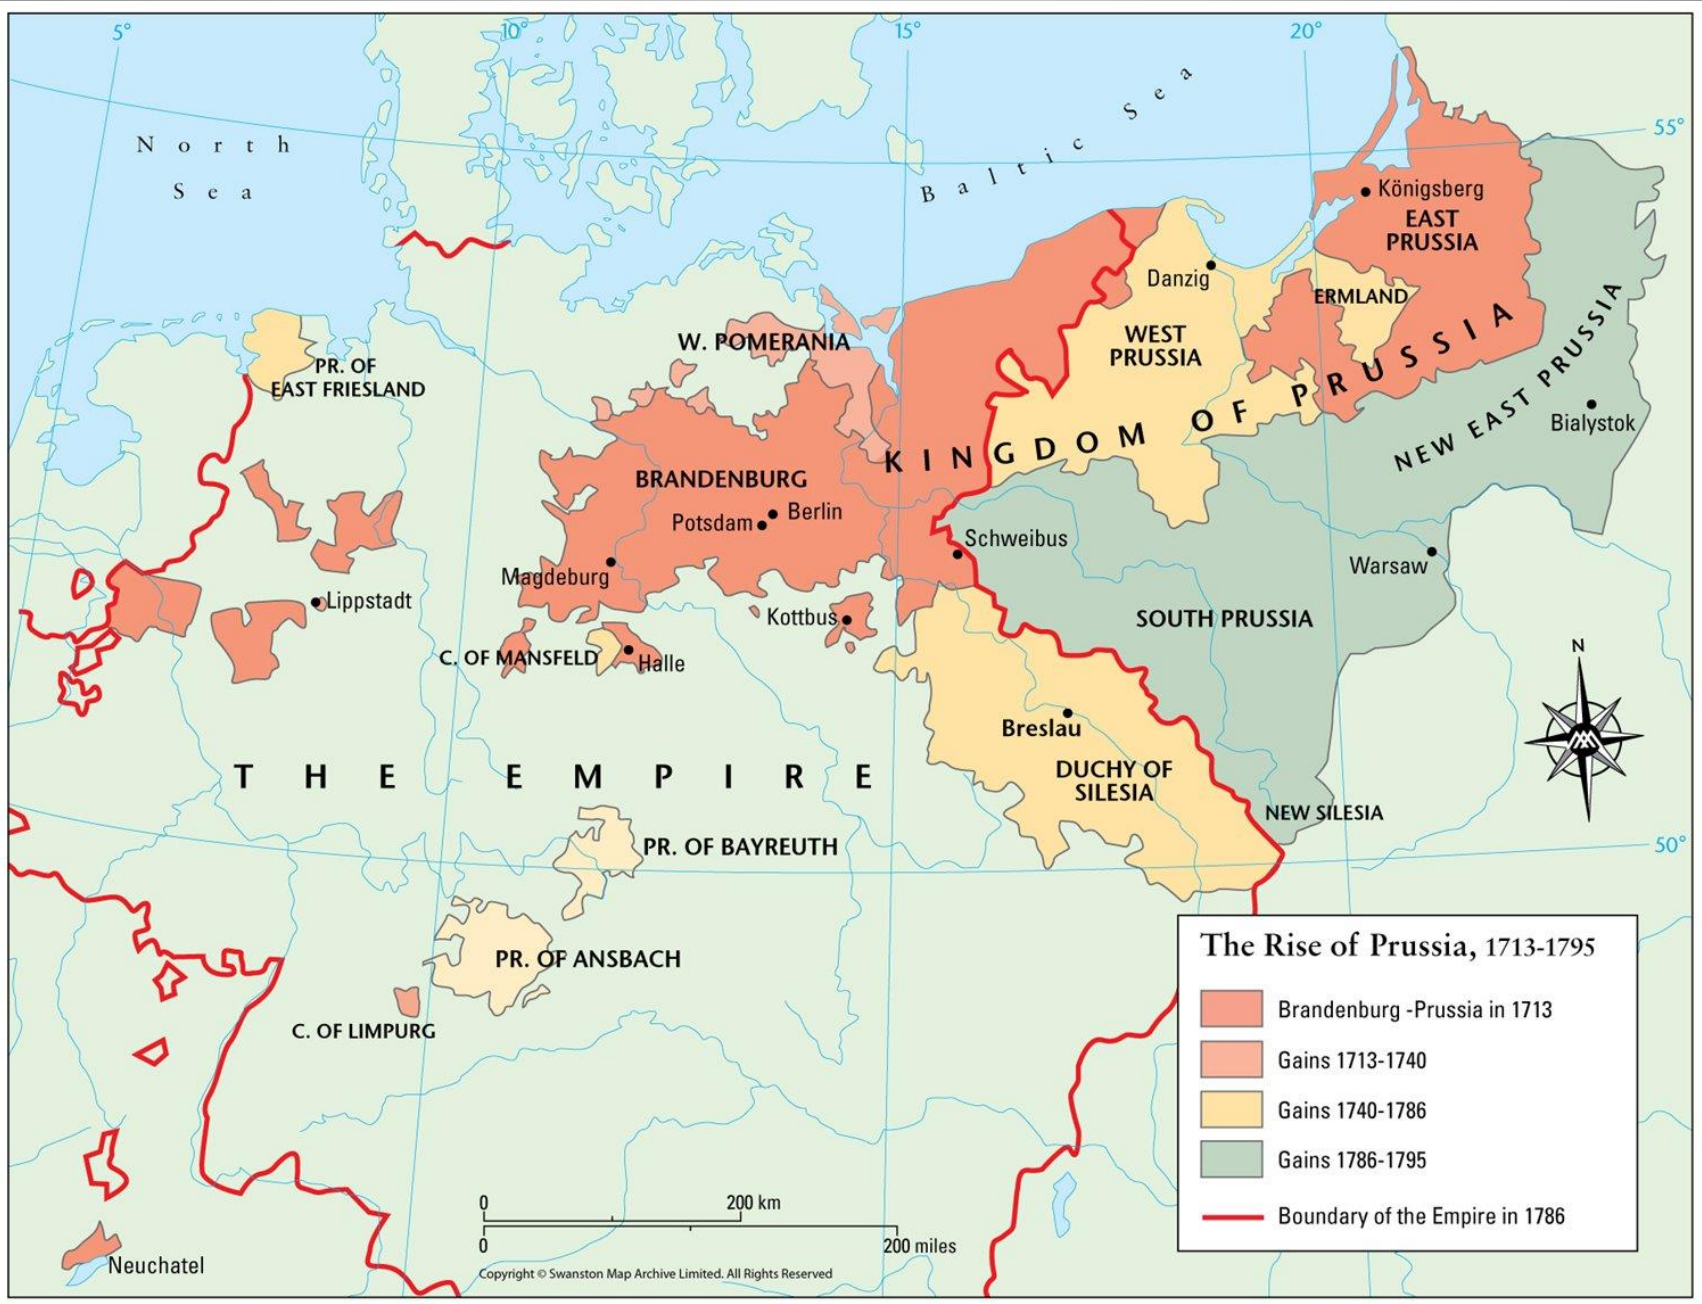 5°
10°
15°
20°
55°
North
Sea
Baltic Sea
Königsberg
EAST
PRUSSIA
Danzig
ERMLAND
WEST
PRUSSIA
W. POMERANIA
PR. OF
EAST FRIESLAND
KINGDOM OF PRUSSIA
NEW EAST PRUSSIA
Bialystok
BRANDENBURG
Berlin
Potsdam
Schweibus
Warsaw
Magdeburg
Lippstadt
Kottbus
SOUTH PRUSSIA
C. OF MANSFELD
Halle
N
Breslau
THE EMPIRE
DUCHY OF
SILESIA
NEW SILESIA
PR. OF BAYREUTH
50°
PR. OF ANSBACH
C. OF LIMPURG
The Rise of Prussia, 1713-1795
Brandenburg -Prussia in 1713
Gains 1713-1740
Gains 1740-1786
Gains 1786-1795
Boundary of the Empire in 1786
0 200 km
0 200 miles
Neuchatel
Copyright © Swanston Map Archive Limited. All Rights Reserved